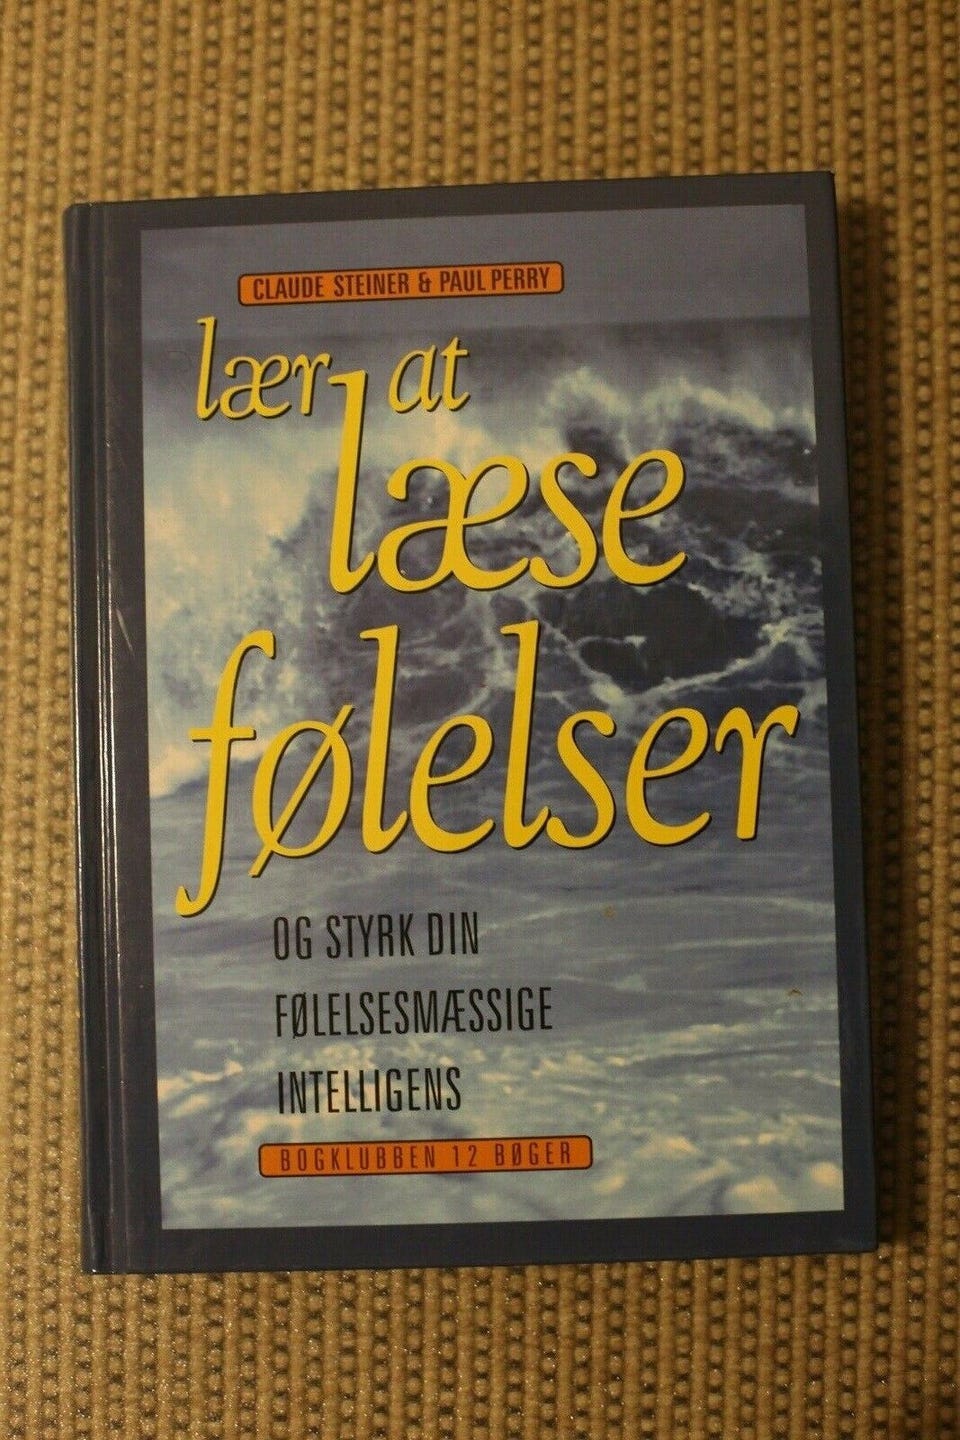 CLAUDE STEINER & PAUL PERRY
lær at
læse
følelser
OG STYRK DIN
FØLELSESMÆSSIGE
INTELLIGENS
BOGKLUBBEN 12 BØGER